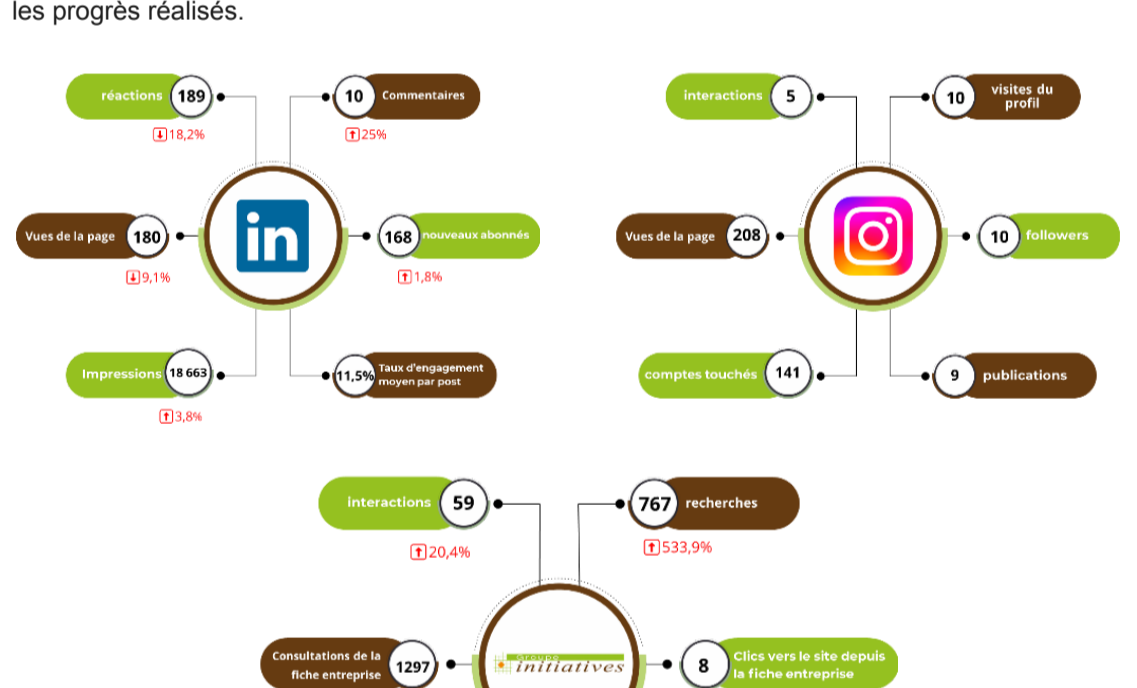 les progrès réalisés.
réactions 189
18,2%
10 Commentaires
25%
Vues de la page 180
9,1%
in
168 nouveaux abonnés
1,8%
Impressions 18 663
3,8%
11,5% Taux d'engagement
moyen par post
interactions 5
10 visites du
profil
Vues de la page 208
10 followers
comptes touchés 141
9 publications
interactions 59
20,4%
767 recherches
533,9%
Consultations de la
fiche entreprise 1297
Groupe
initiatives
8 Clics vers le site depuis
la fiche entreprise